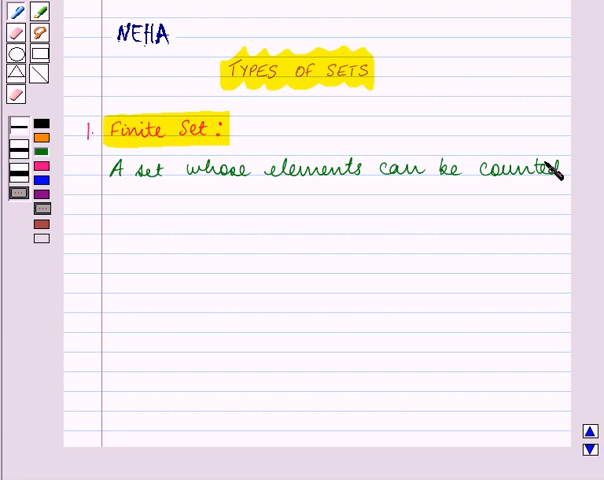 NEHA
TYPES OF SETS
1. Finite Set :
A set whose elements can be counted